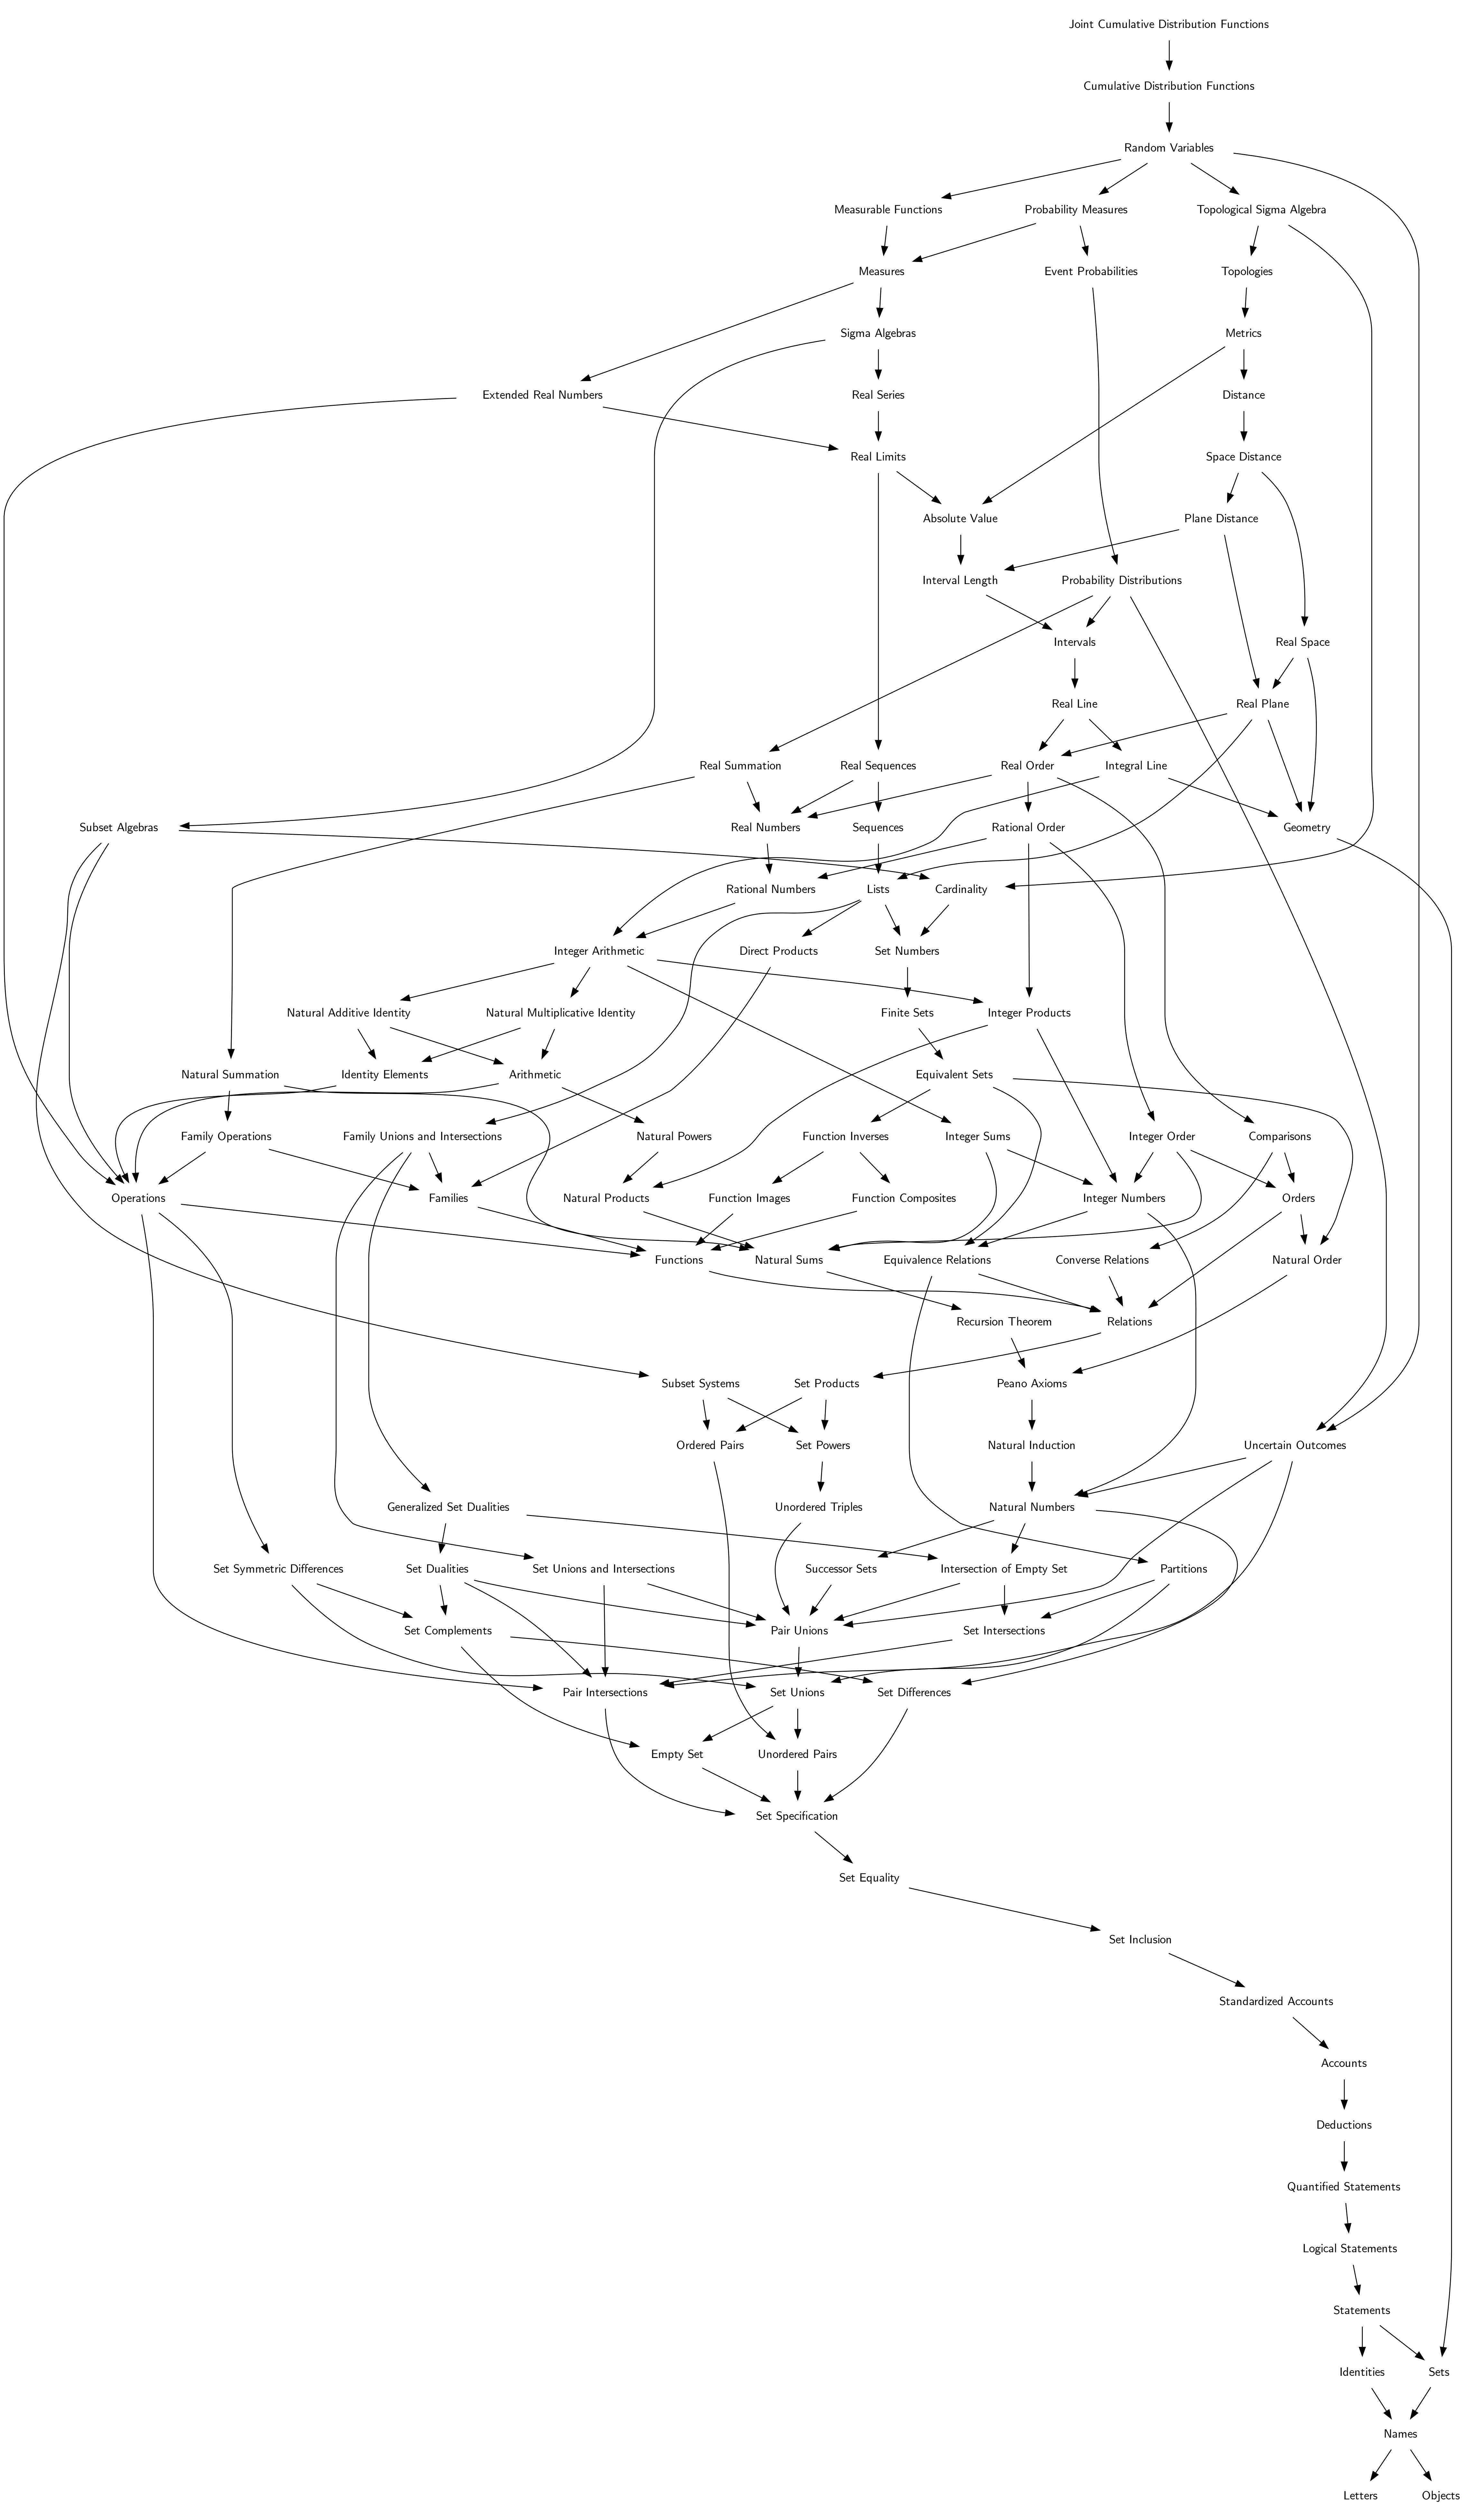 Joint Cumulative Distribution Functions
Cumulative Distribution Functions
Random Variables
Measurable Functions
Probability Measures
Topological Sigma Algebra
Measures
Event Probabilities
Topologies
Sigma Algebras
Metrics
Extended Real Numbers
Real Series
Distance
Real Limits
Space Distance
Absolute Value
Plane Distance
Interval Length
Probability Distributions
Intervals
Real Space
Real Line
Real Plane
Real Summation
Real Sequences
Real Order
Integral Line
Subset Algebras
Real Numbers
Sequences
Rational Order
Geometry
Rational Numbers
Lists
Cardinality
Integer Arithmetic
Direct Products
Set Numbers
Natural Additive Identity
Natural Multiplicative Identity
Finite Sets
Integer Products
Natural Summation
Identity Elements
Arithmetic
Equivalent Sets
Family Operations
Family Unions and Intersections
Natural Powers
Function Inverses
Integer Sums
Integer Order
Comparisons
Operations
Families
Natural Products
Function Images
Function Composites
Integer Numbers
Orders
Functions
Natural Sums
Equivalence Relations
Converse Relations
Natural Order
Recursion Theorem
Relations
Subset Systems
Set Products
Peano Axioms
Ordered Pairs
Set Powers
Natural Induction
Uncertain Outcomes
Generalized Set Dualities
Unordered Triples
Natural Numbers
Set Symmetric Differences
Set Dualities
Set Unions and Intersections
Successor Sets
Intersection of Empty Set
Partitions
Set Complements
Pair Unions
Set Intersections
Pair Intersections
Set Unions
Set Differences
Empty Set
Unordered Pairs
Set Specification
Set Equality
Set Inclusion
Standardized Accounts
Accounts
Deductions
Quantified Statements
Logical Statements
Statements
Identities
Sets
Names
Letters
Objects